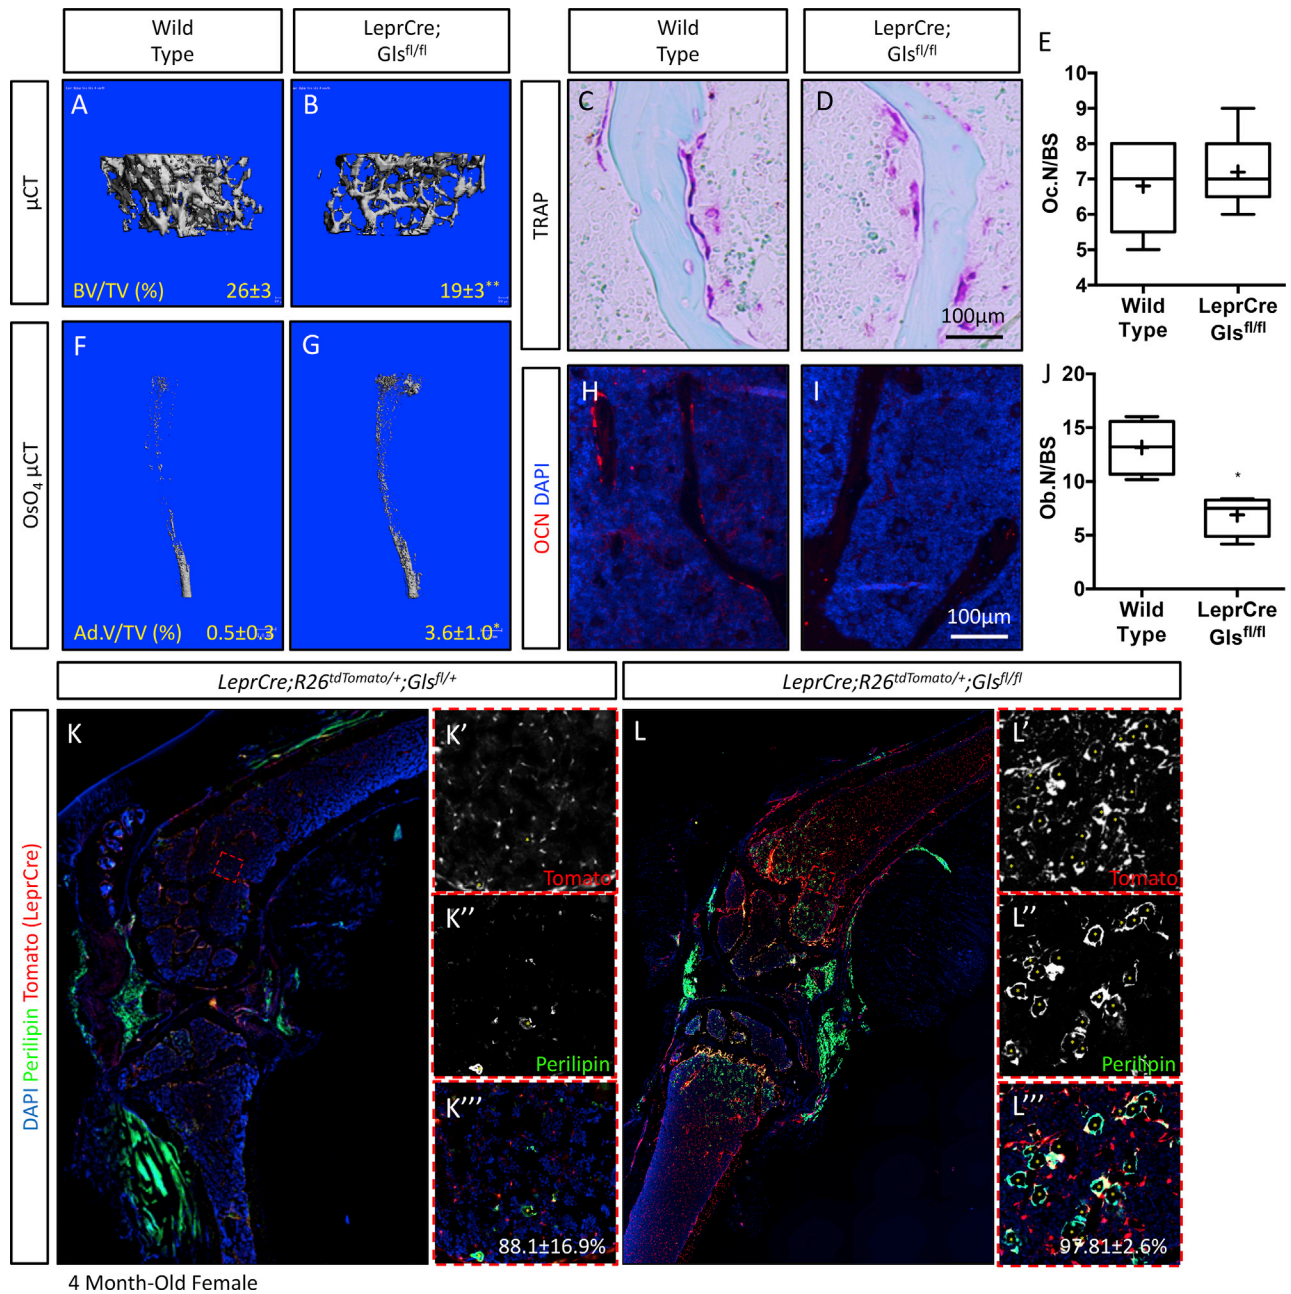 Wild
Type
LeprCre;
Glsfl/fl
Wild
Type
LeprCre;
Glsfl/fl
µCT
A
BV/TV (%) 26±3
B
19±3**
TRAP
C
D
100µm
E
Oc.N/BS
10
9
8
7
6
5
4
Wild
Type
LeprCre
Glsfl/fl
OsO4 µCT
F
Ad.V/TV (%) 0.5±0.3
G
3.6±1.0*
OCN DAPI
H
I
100µm
J
Ob.N/BS
20
15
10
5
0
*
Wild
Type
LeprCre
Glsfl/fl
LeprCre;R26tdTomato/+;Glsfl/+
LeprCre;R26tdTomato/+;Glsfl/fl
DAPI Perilipin Tomato (LeprCre)
K
K'
Tomato
K''
Perilipin
K'''
88.1±16.9%
L
L'
Tomato
L''
Perilipin
L'''
97.81±2.6%
4 Month-Old Female